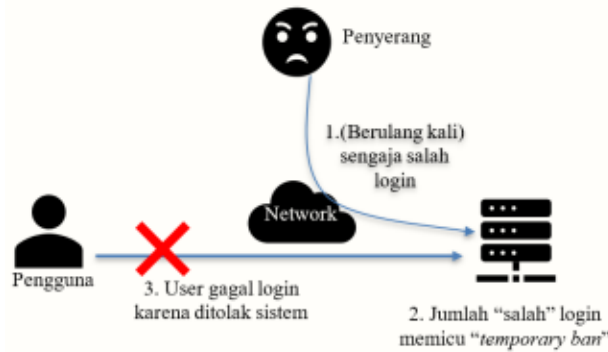 Penyerang
1.(Berulang kali)
sengaja salah
login
Network
Pengguna
3. User gagal login
karena ditolak sistem
2. Jumlah “salah” login
memicu “temporary ban”